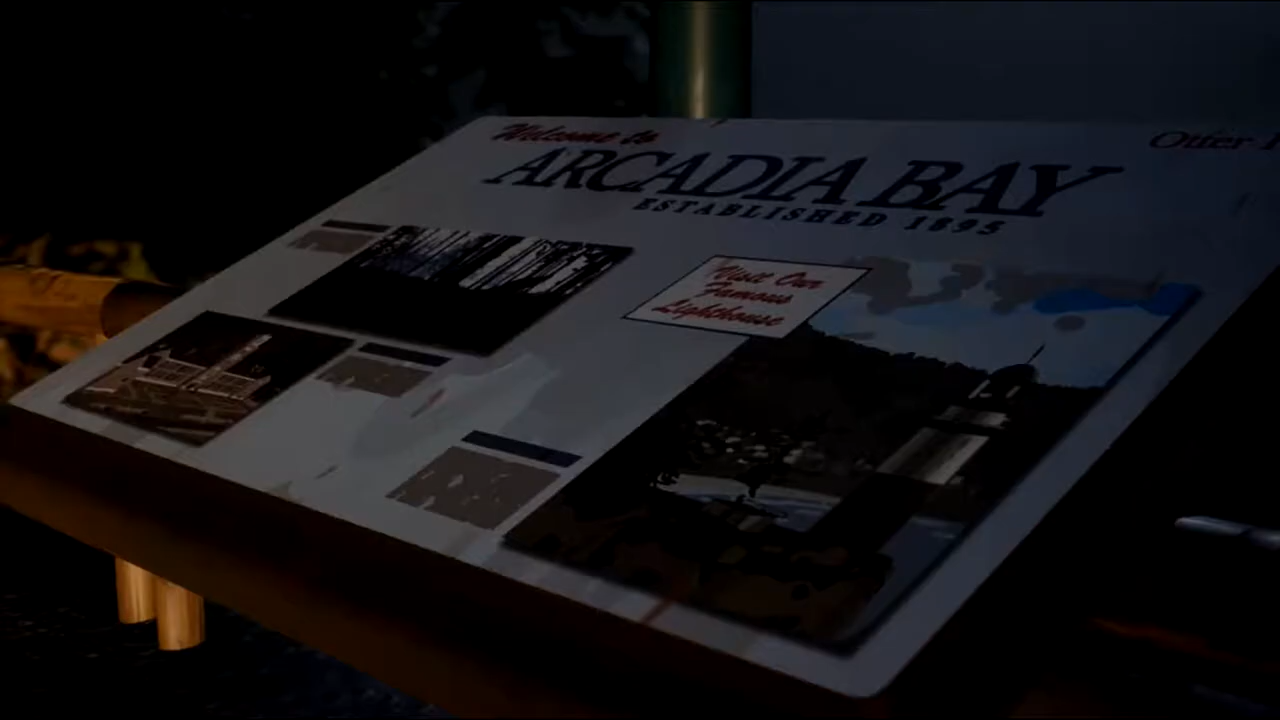 Welcome to
ARCADIA BAY
ESTABLISHED 1895
Visit Our
Famous
Lighthouse